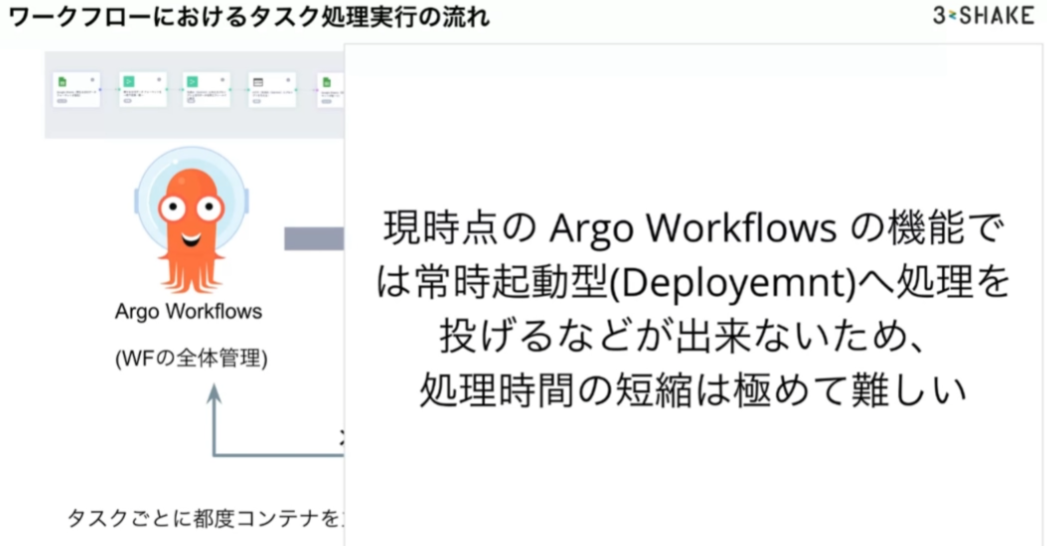 ワークフローにおけるタスク処理実行の流れ
3 SHAKE
Argo Workflows
(WFの全体管理)
タスクごとに都度コンテナを
現時点の Argo Workflows の機能で
は常時起動型(Deployemnt)へ処理を
投げるなどが出来ないため、
処理時間の短縮は極めて難しい